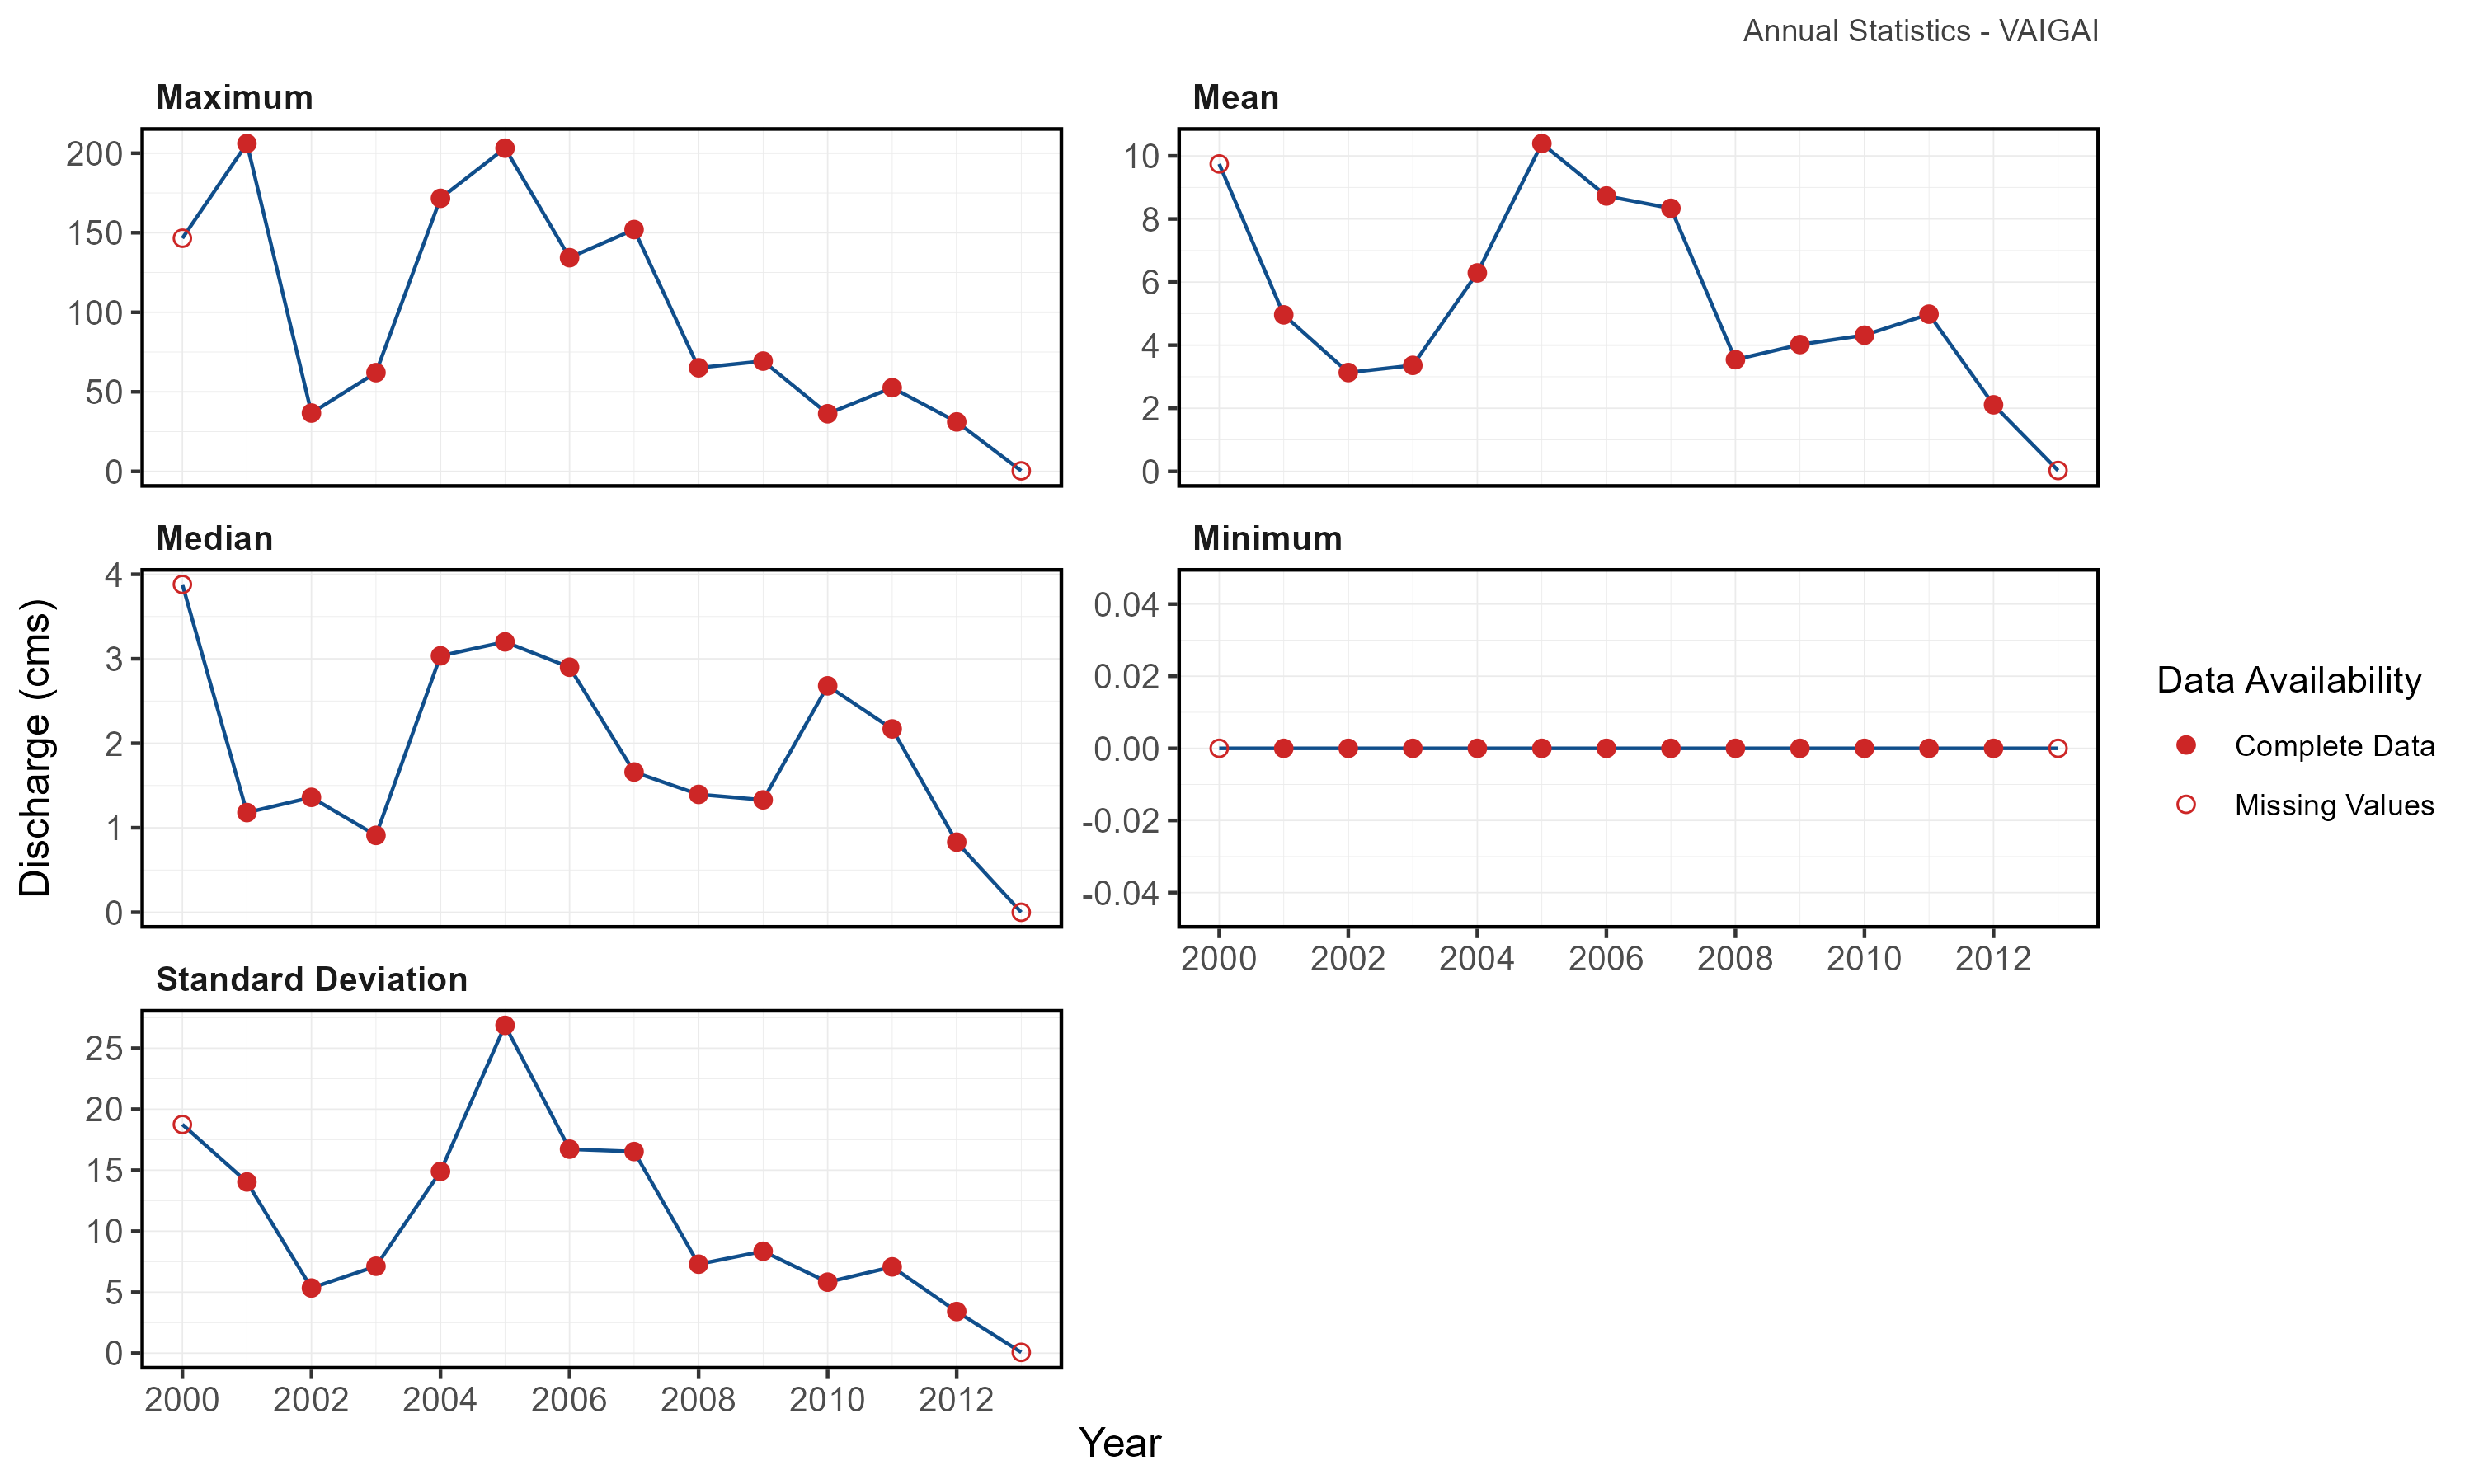 Annual Statistics - VAIGAI
Maximum
200
150
100
50
0
Mean
10
8
6
4
2
0
Median
4
3
2
1
0
Minimum
0.04
0.02
0.00
-0.02
-0.04
2000 2002 2004 2006 2008 2010 2012
Standard Deviation
25
20
15
10
5
0
2000 2002 2004 2006 2008 2010 2012
Discharge (cms)
Year
Data Availability
Complete Data
Missing Values